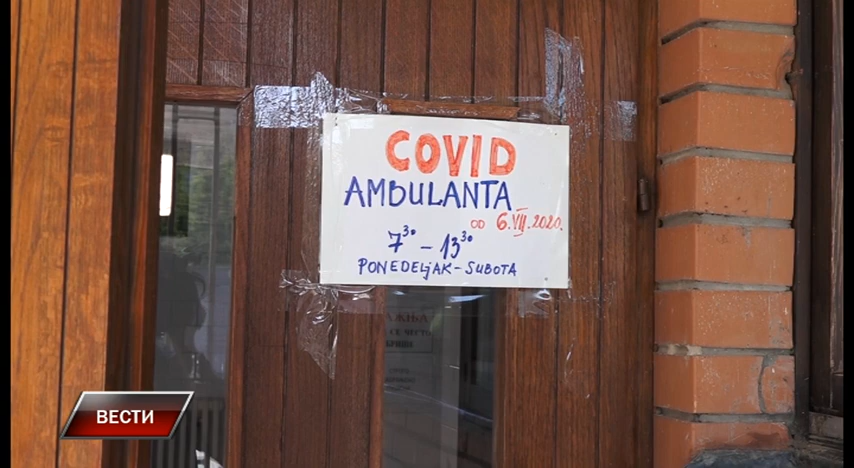 COVID
AMBULANTA
OD 6.VII.2020.
7³⁰ - 13³⁰
PONEDELjAK - SUBOTA
ВЕСТИ